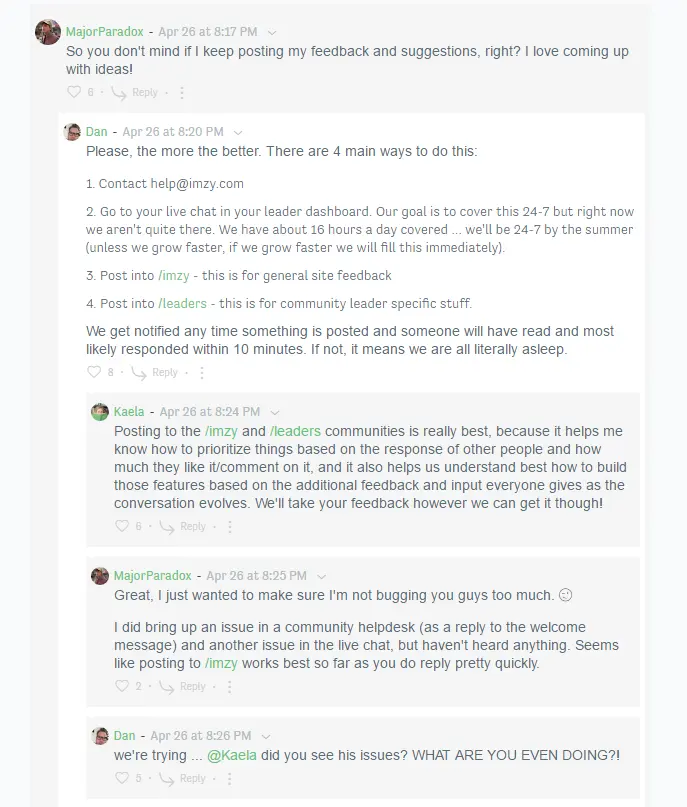 MajorParadox - Apr 26 at 8:17 PM
So you don't mind if I keep posting my feedback and suggestions, right? I love coming up
with ideas!
6 · Reply ·
Dan - Apr 26 at 8:20 PM
Please, the more the better. There are 4 main ways to do this:
1. Contact help@imzy.com
2. Go to your live chat in your leader dashboard. Our goal is to cover this 24-7 but right now
we aren't quite there. We have about 16 hours a day covered ... we'll be 24-7 by the summer
(unless we grow faster, if we grow faster we will fill this immediately).
3. Post into /imzy - this is for general site feedback
4. Post into /leaders - this is for community leader specific stuff.
We get notified any time something is posted and someone will have read and most
likely responded within 10 minutes. If not, it means we are all literally asleep.
8 · Reply ·
Kaela - Apr 26 at 8:24 PM
Posting to the /imzy and /leaders communities is really best, because it helps me
know how to prioritize things based on the response of other people and how
much they like it/comment on it, and it also helps us understand best how to build
those features based on the additional feedback and input everyone gives as the
conversation evolves. We'll take your feedback however we can get it though!
6 · Reply ·
MajorParadox - Apr 26 at 8:25 PM
Great, I just wanted to make sure I'm not bugging you guys too much.
I did bring up an issue in a community helpdesk (as a reply to the welcome
message) and another issue in the live chat, but haven't heard anything. Seems
like posting to /imzy works best so far as you do reply pretty quickly.
2 · Reply ·
Dan - Apr 26 at 8:26 PM
we're trying ... @Kaela did you see his issues? WHAT ARE YOU EVEN DOING?!
5 · Reply ·